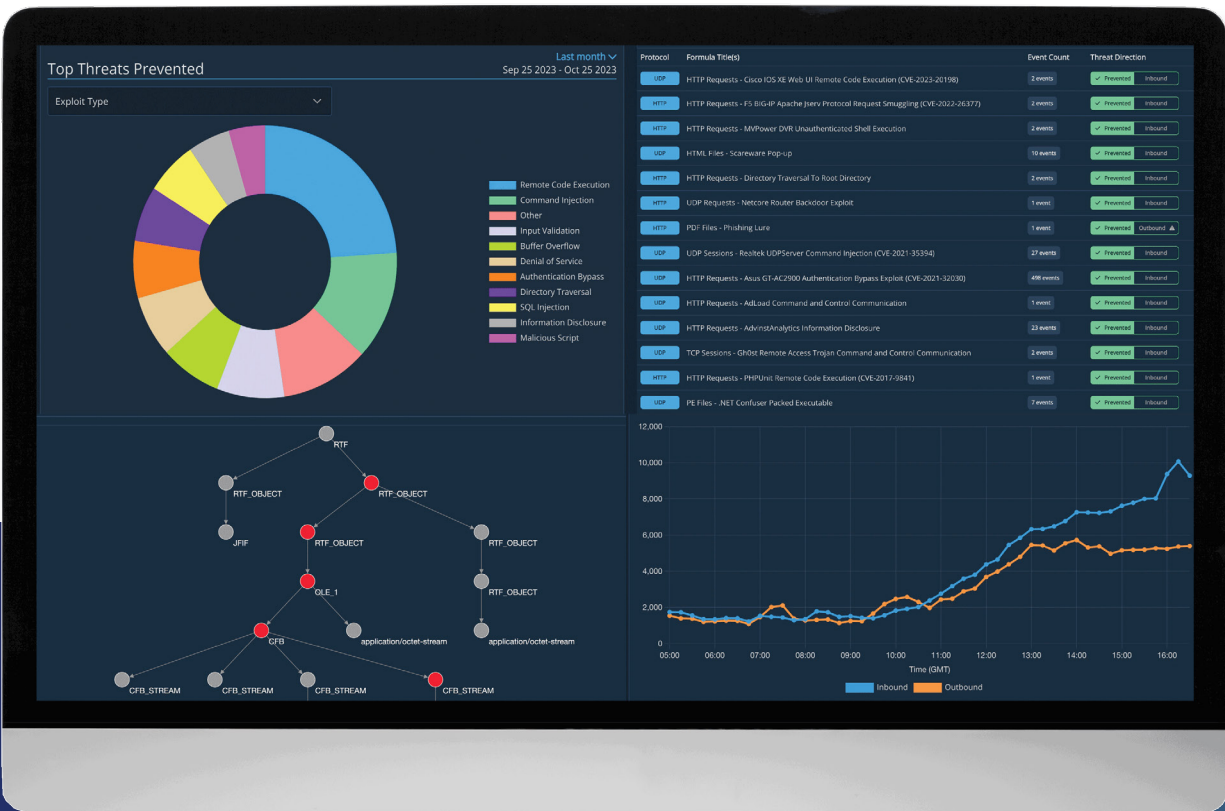 Top Threats Prevented
Last month
Sep 25 2023 - Oct 25 2023
Exploit Type
Remote Code Execution
Command Injection
Other
Input Validation
Buffer Overflow
Denial of Service
Authentication Bypass
Directory Traversal
SQL Injection
Information Disclosure
Malicious Script
Protocol Formula Title(s) Event Count Threat Direction
UDP HTTP Requests - Cisco IOS XE Web UI Remote Code Execution (CVE-2023-20198) 2 events Prevented Inbound
HTTP HTTP Requests - F5 BIG-IP Apache Jserv Protocol Request Smuggling (CVE-2022-26377) 2 events Prevented Inbound
HTTP HTTP Requests - MVPower DVR Unauthenticated Shell Execution 2 events Prevented Inbound
UDP HTML Files - Scareware Pop-up 10 events Prevented Inbound
HTTP HTTP Requests - Directory Traversal To Root Directory 2 events Prevented Inbound
HTTP UDP Requests - Netcore Router Backdoor Exploit 1 event Prevented Inbound
HTTP PDF Files - Phishing Lure 1 event Prevented Outbound
UDP UDP Sessions - Realtek UDPServer Command Injection (CVE-2021-35394) 27 events Prevented Inbound
UDP HTTP Requests - Asus GT-AC2900 Authentication Bypass Exploit (CVE-2021-32030) 498 events Prevented Inbound
UDP HTTP Requests - AdLoad Command and Control Communication 1 event Prevented Inbound
UDP HTTP Requests - AdvinstAnalytics Information Disclosure 23 events Prevented Inbound
UDP TCP Sessions - Gh0st Remote Access Trojan Command and Control Communication 2 events Prevented Inbound
HTTP HTTP Requests - PHPUnit Remote Code Execution (CVE-2017-9841) 1 event Prevented Inbound
UDP PE Files - .NET Confuser Packed Executable 7 events Prevented Inbound
RTF
RTF_OBJECT RTF_OBJECT
JFIF RTF_OBJECT RTF_OBJECT
OLE_1 RTF_OBJECT
CFB application/octet-stream application/octet-stream
CFB_STREAM CFB_STREAM CFB_STREAM CFB_STREAM
12,000
10,000
8,000
6,000
4,000
2,000
0
05:00 06:00 07:00 08:00 09:00 10:00 11:00 12:00 13:00 14:00 15:00 16:00
Time (GMT)
Inbound Outbound